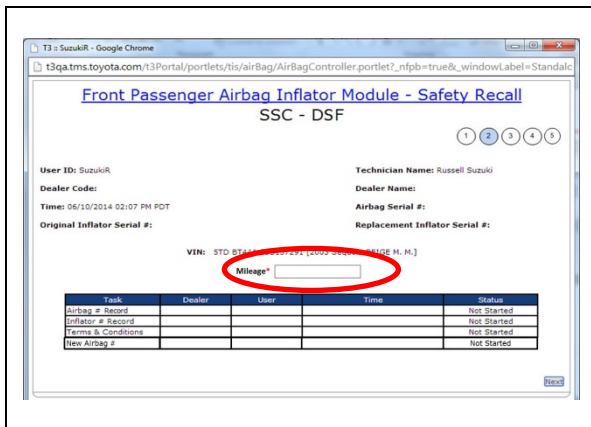 T3 :: SuzukiR - Google Chrome
t3qa.tms.toyota.com/t3Portal/portlets/tis/airBag/AirBagController.portlet?_nfpb=true&_windowLabel=Standalc
Front Passenger Airbag Inflator Module - Safety Recall
SSC - DSF
1 2 3 4 5
User ID: SuzukiR Technician Name: Russell Suzuki
Dealer Code: Dealer Name:
Time: 06/10/2014 02:07 PM PDT Airbag Serial #:
Original Inflator Serial #: Replacement Inflator Serial #:
VIN: 5TD [2003 BEIGE M. M.]
Mileage*
Task Dealer User Time Status
Airbag # Record Not Started
Inflator # Record Not Started
Terms & Conditions Not Started
New Airbag # Not Started
Next